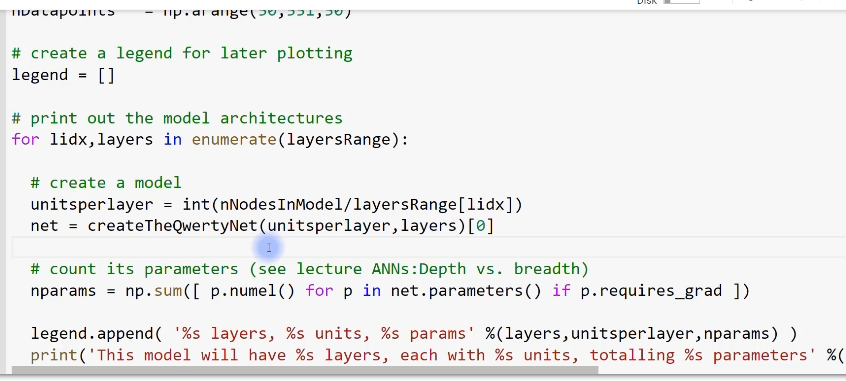 Disk
nDatapoints   = np.arange(50,551,50)
# create a legend for later plotting
legend = []
# print out the model architectures
for lidx,layers in enumerate(layersRange):
  # create a model
  unitsperlayer = int(nNodesInModel/layersRange[lidx])
  net = createTheQwertyNet(unitsperlayer,layers)[0]
  # count its parameters (see lecture ANNs:Depth vs. breadth)
  nparams = np.sum([ p.numel() for p in net.parameters() if p.requires_grad ])
  legend.append( '%s layers, %s units, %s params' %(layers,unitsperlayer,nparams) )
  print('This model will have %s layers, each with %s units, totalling %s parameters' %(